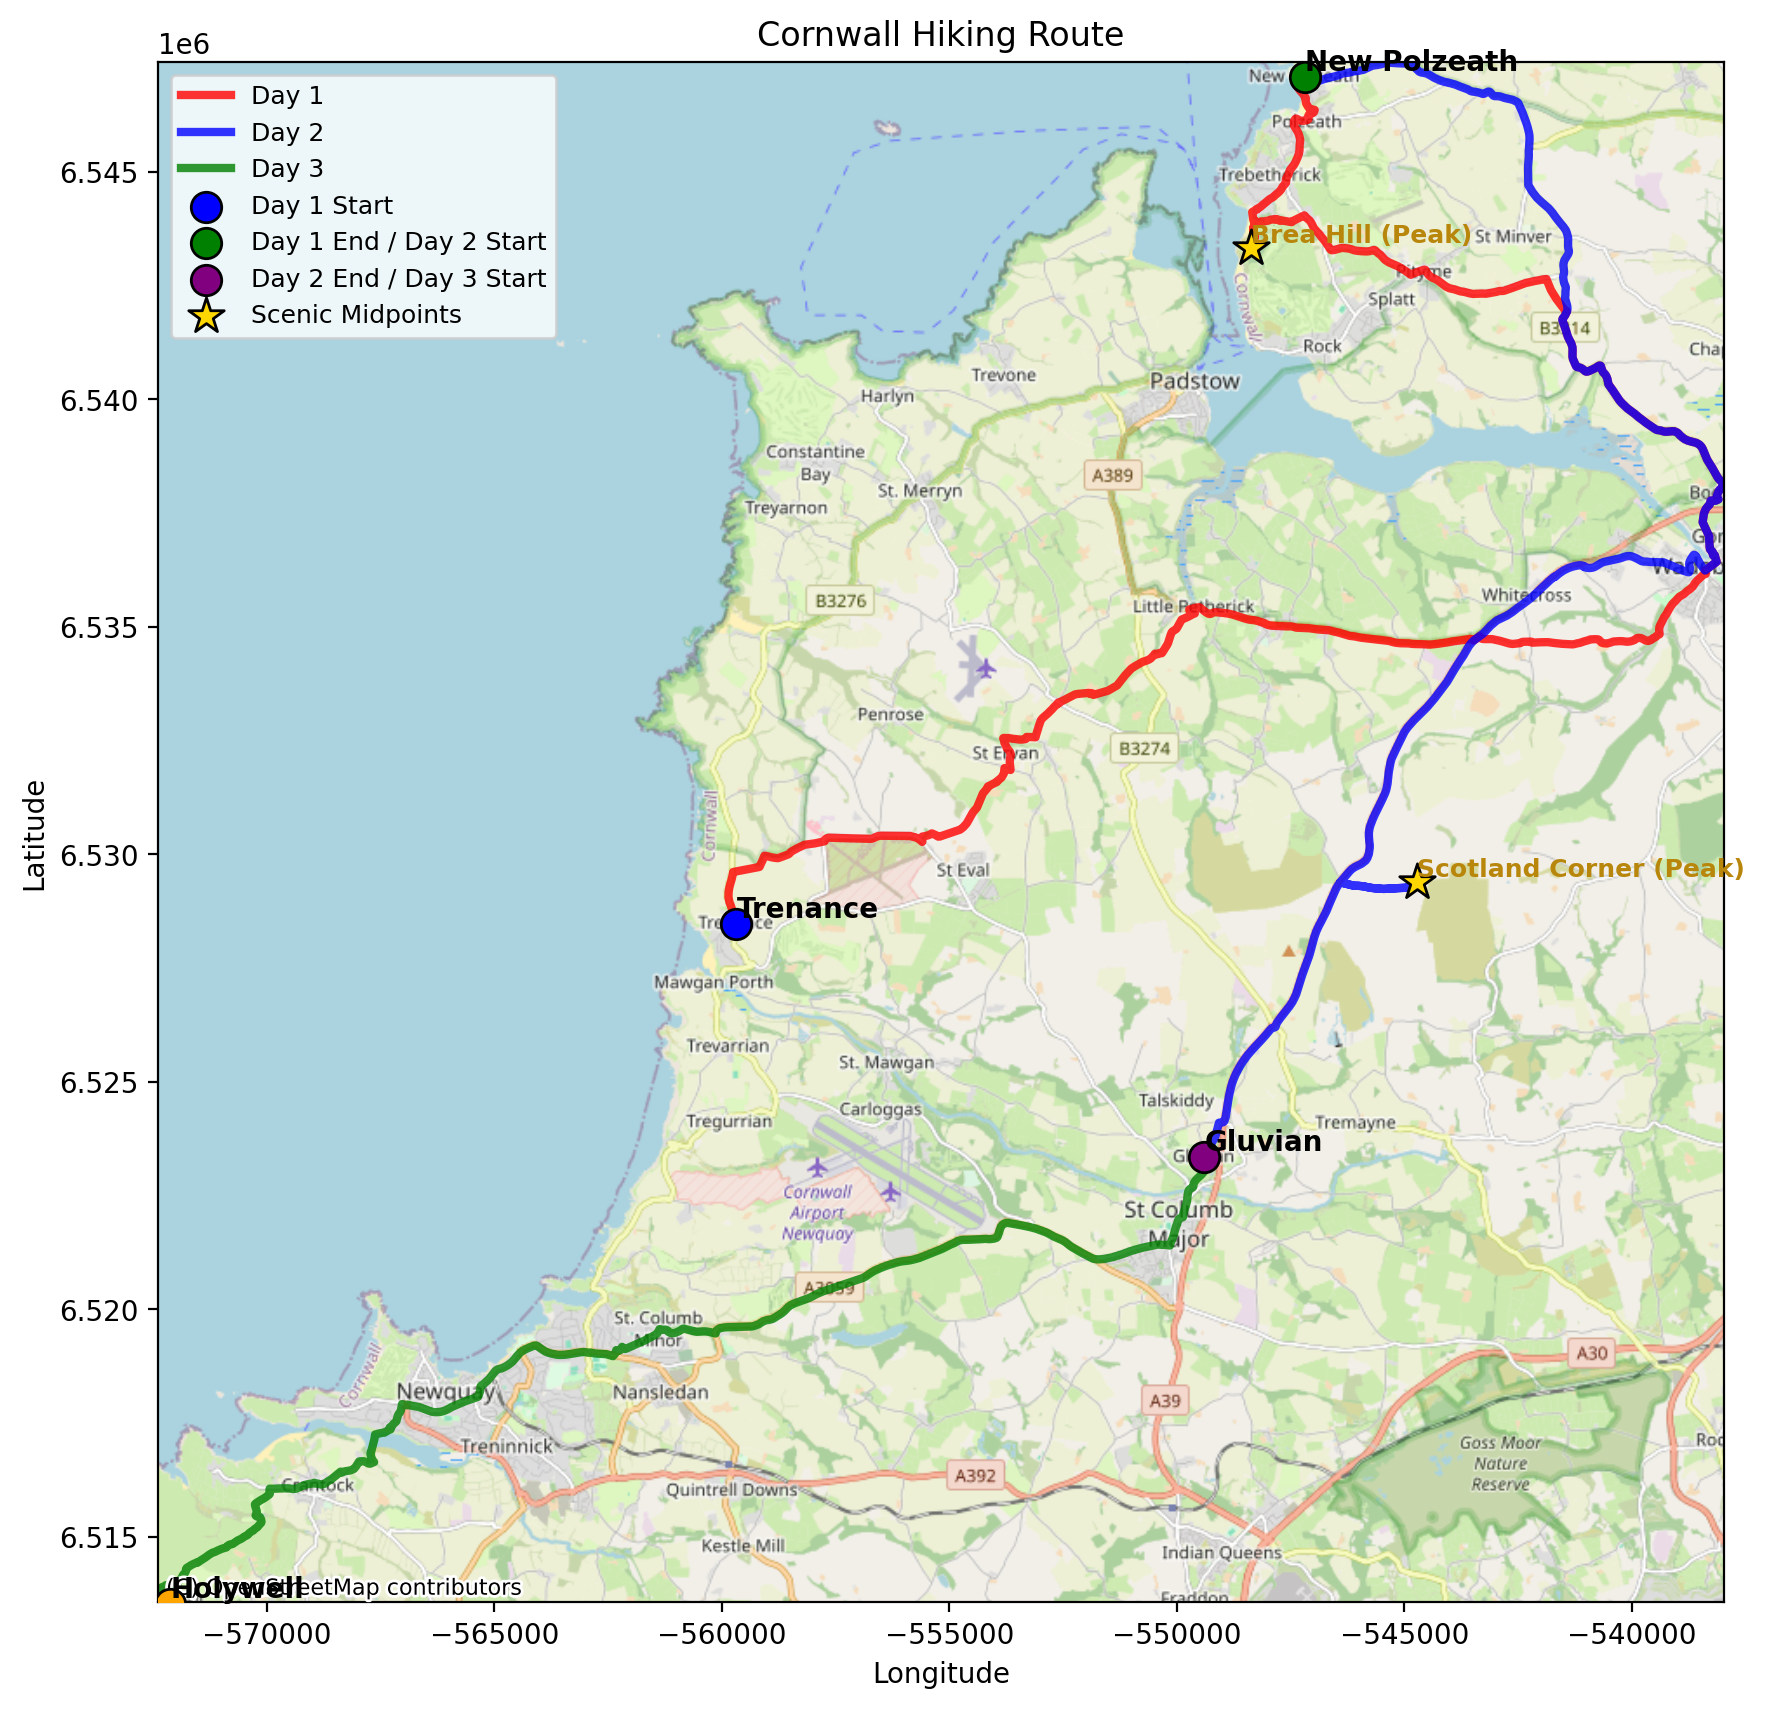 Cornwall Hiking Route
1e6
Day 1
Day 2
Day 3
Day 1 Start
Day 1 End / Day 2 Start
Day 2 End / Day 3 Start
Scenic Midpoints
New Polzeath
Polzeath
Trebetherick
Brea Hill (Peak)
St Minver
Pityme
Splatt
Cornwall
B3314
Rock
Trevone
Padstow
Harlyn
Constantine
Bay
A389
St. Merryn
Treyarnon
Whitecross
B3276
Little Petherick
Penrose
St Ervan
B3274
Cornwall
St Eval
Scotland Corner (Peak)
Trenance
Mawgan Porth
Trevarrian
St. Mawgan
Carloggas
Talskiddy
Tregurrian
Tremayne
Gluvian
Cornwall
Airport
Newquay
St Columb
Major
A3059
St. Columb
Minor
A30
Cornwall
Newquay
Nansledan
A39
Treninnick
Goss Moor
Nature
Reserve
A392
Crantock
Quintrell Downs
Kestle Mill
Indian Queens
Holywell
OpenStreetMap contributors
Fraddon
6.545
6.540
6.535
6.530
6.525
6.520
6.515
Latitude
−570000
−565000
−560000
−555000
−550000
−545000
−540000
Longitude